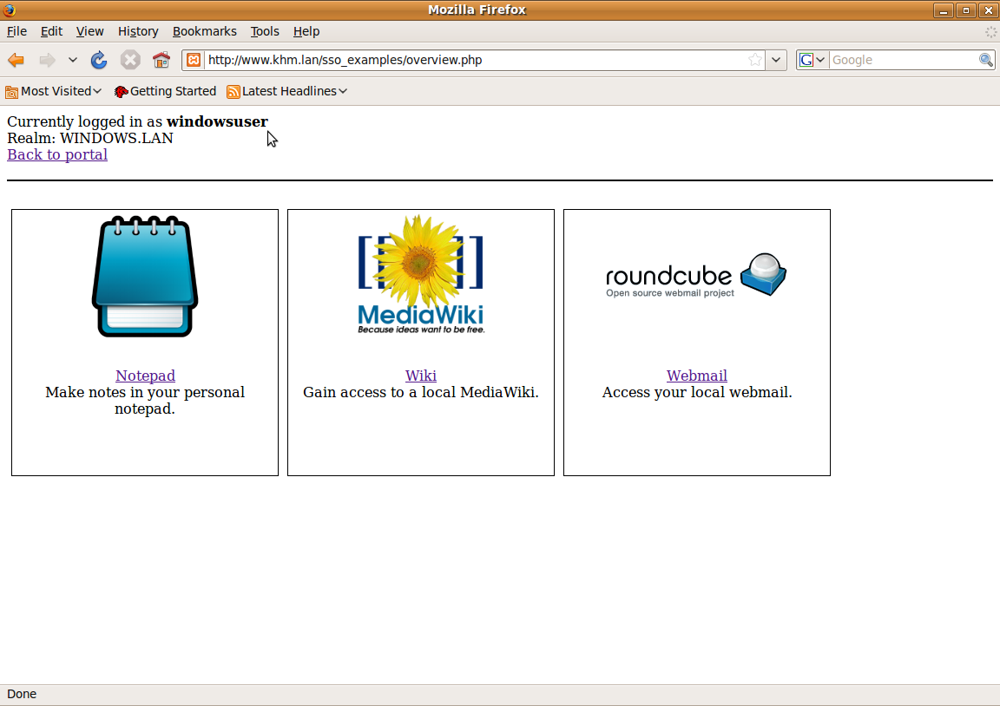 Mozilla Firefox
File Edit View History Bookmarks Tools Help
http://www.khm.lan/sso_examples/overview.php
G Google
Most Visited Getting Started Latest Headlines
Currently logged in as windowsuser
Realm: WINDOWS.LAN
Back to portal
[[ ]]
MediaWiki
Because ideas want to be free.
roundcube
Open source webmail project
Notepad
Make notes in your personal
notepad.
Wiki
Gain access to a local MediaWiki.
Webmail
Access your local webmail.
Done